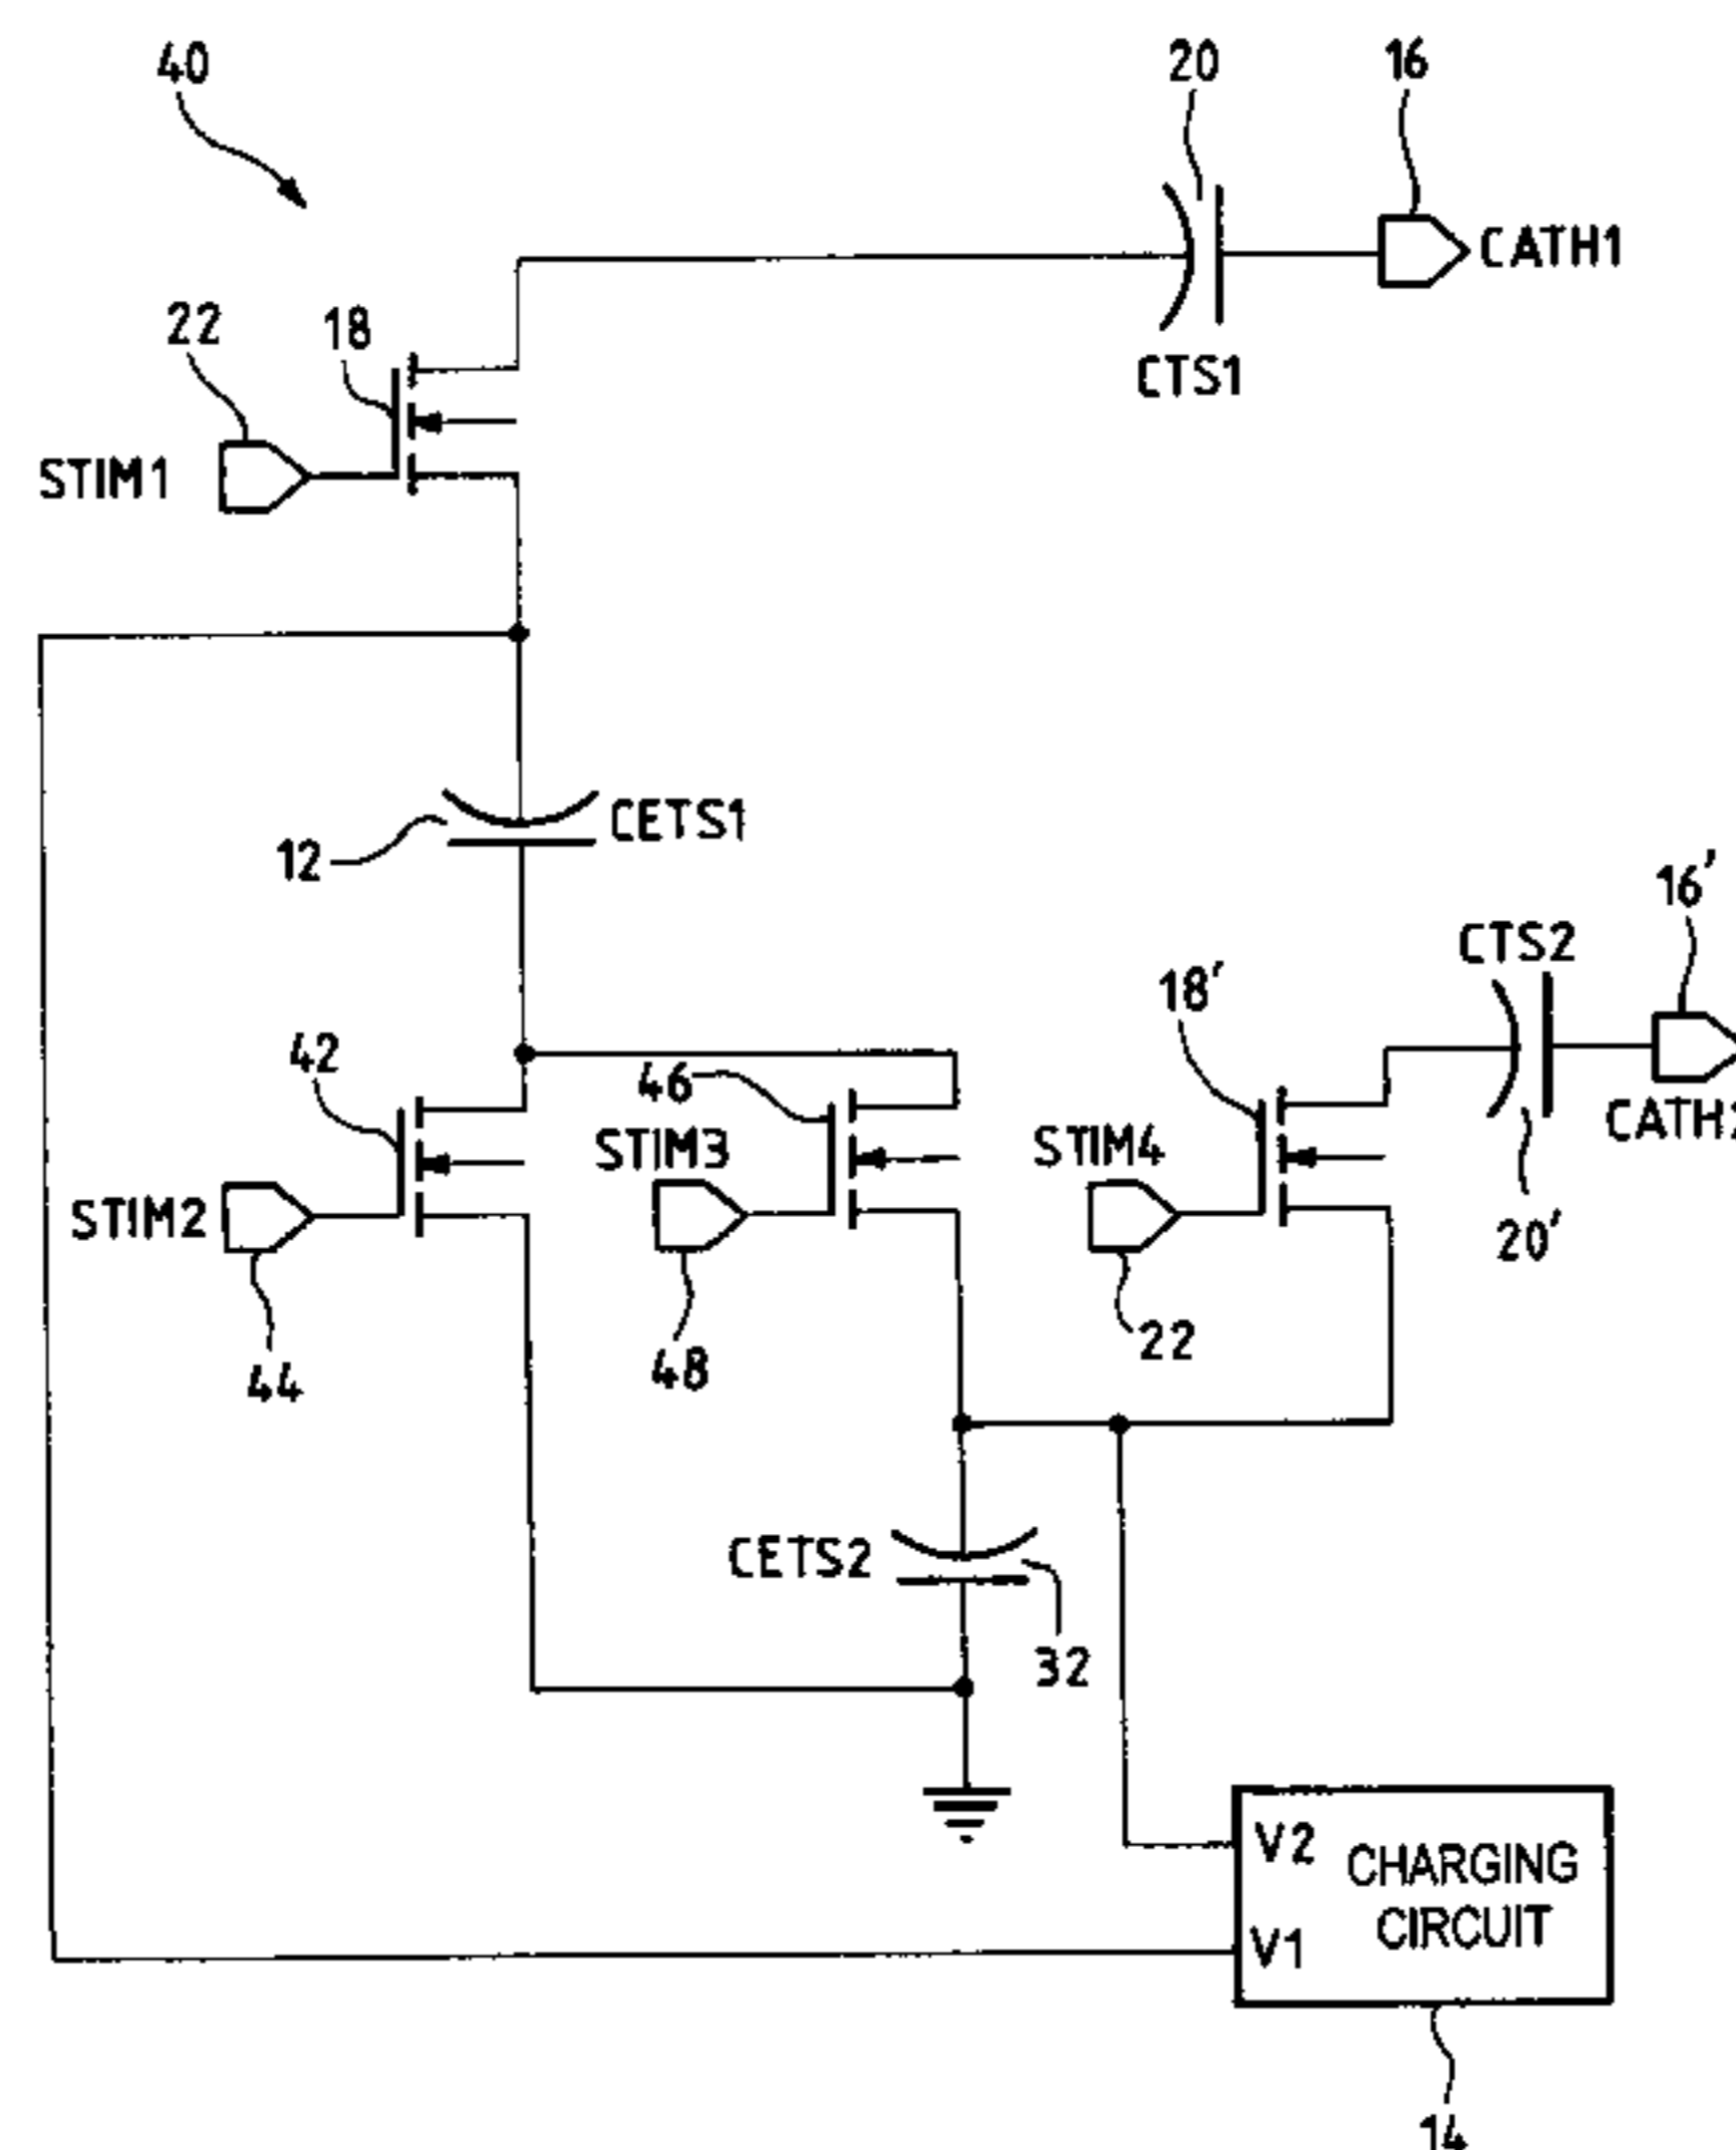 40
20
16
CATH1
22
18
CTS1
STIM1
CETS1
12
16'
CTS2
18'
42
46
STIM3
STIM4
STIM2
20'
22
44
48
CETS2
32
V2
CHARGING
CIRCUIT
V1
14